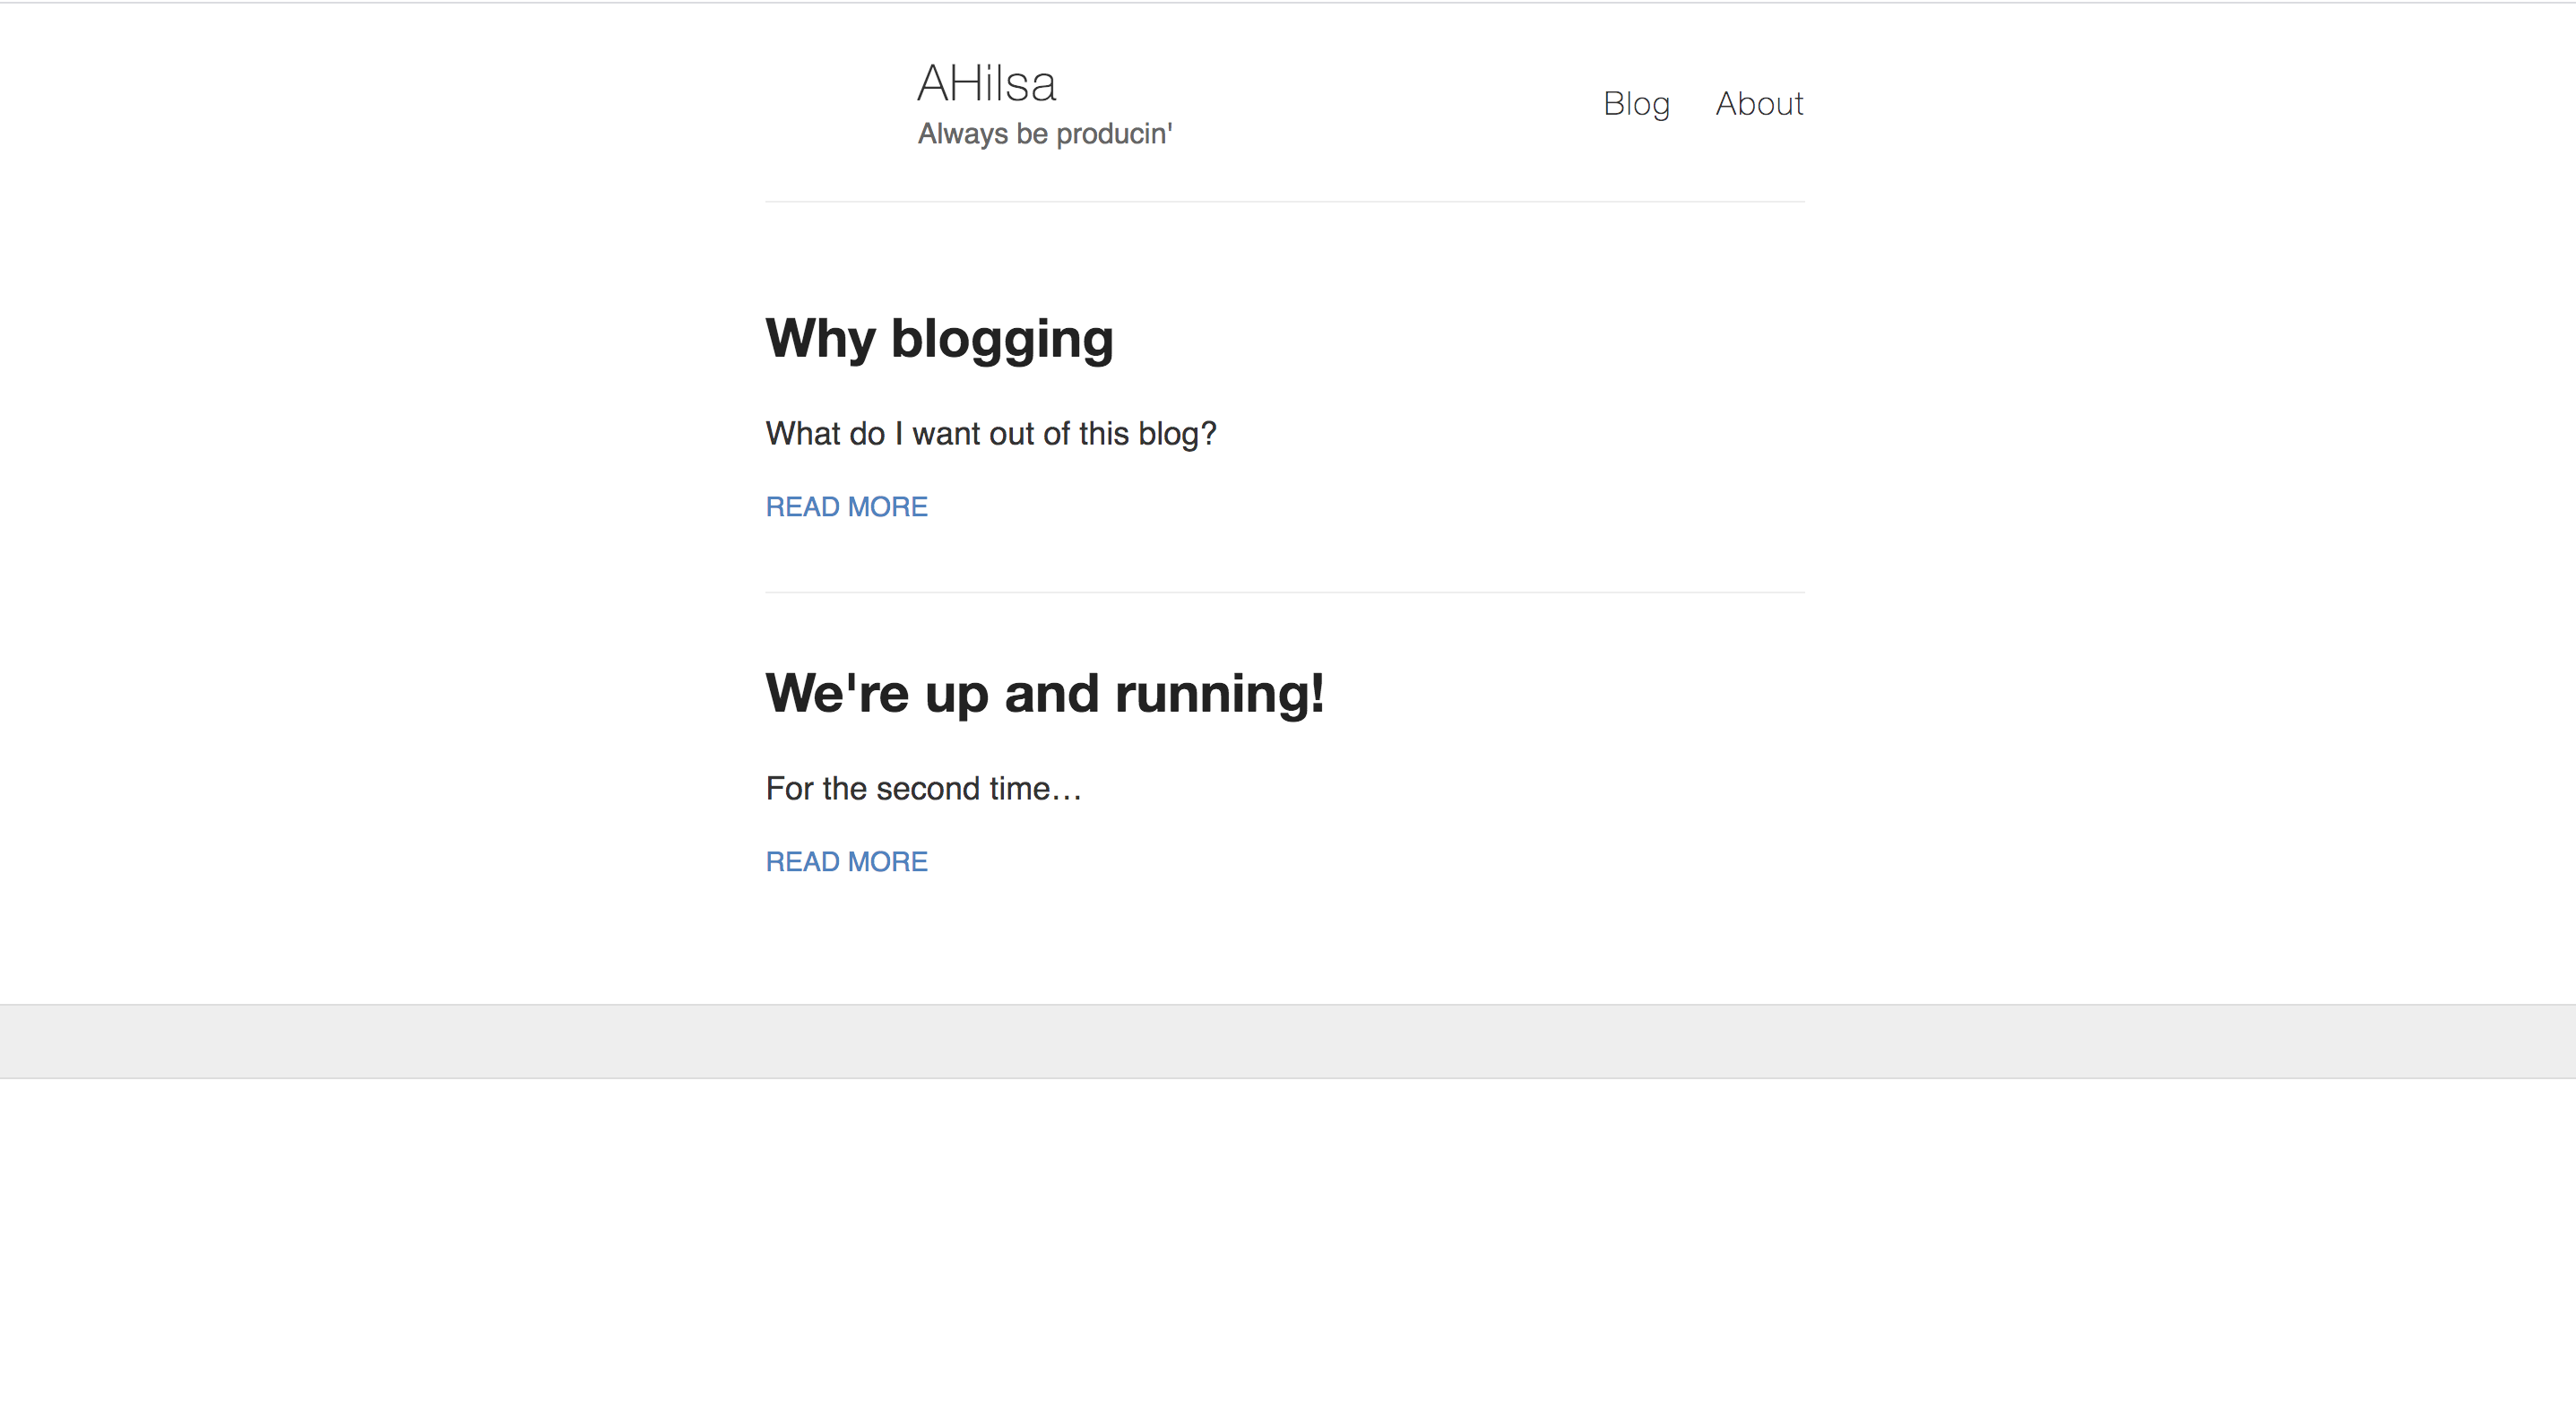 AHilsa
Always be producin'
Blog About
Why blogging
What do I want out of this blog?
READ MORE
We're up and running!
For the second time…
READ MORE